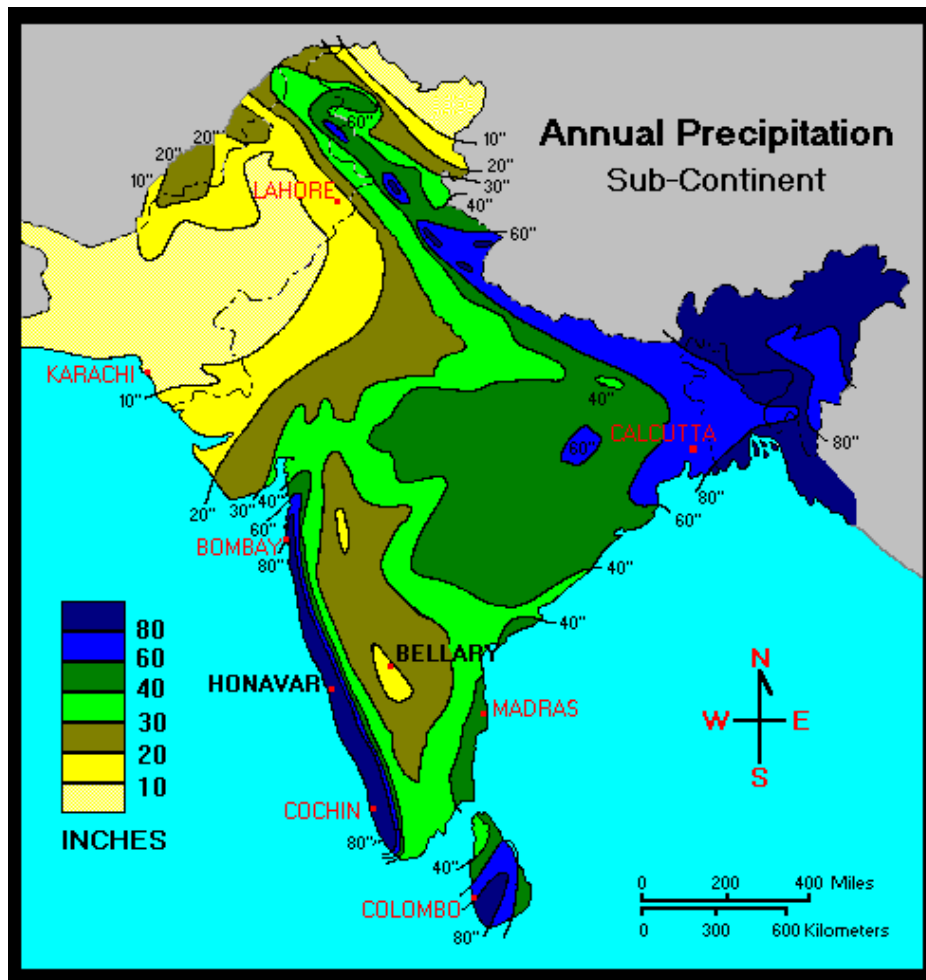 Annual Precipitation
Sub-Continent
60"
10"
20"
30"
40"
60"
20"
20"
10"
LAHORE
KARACHI
10"
40"
60"
CALCUTTA
80"
80"
60"
20"
30"
40"
60"
BOMBAY
80"
40"
40"
BELLARY
HONAVAR
MADRAS
COCHIN
80"
40"
COLOMBO
80"
80
60
40
30
20
10
INCHES
N
W E
S
0 200 400 Miles
0 300 600 Kilometers